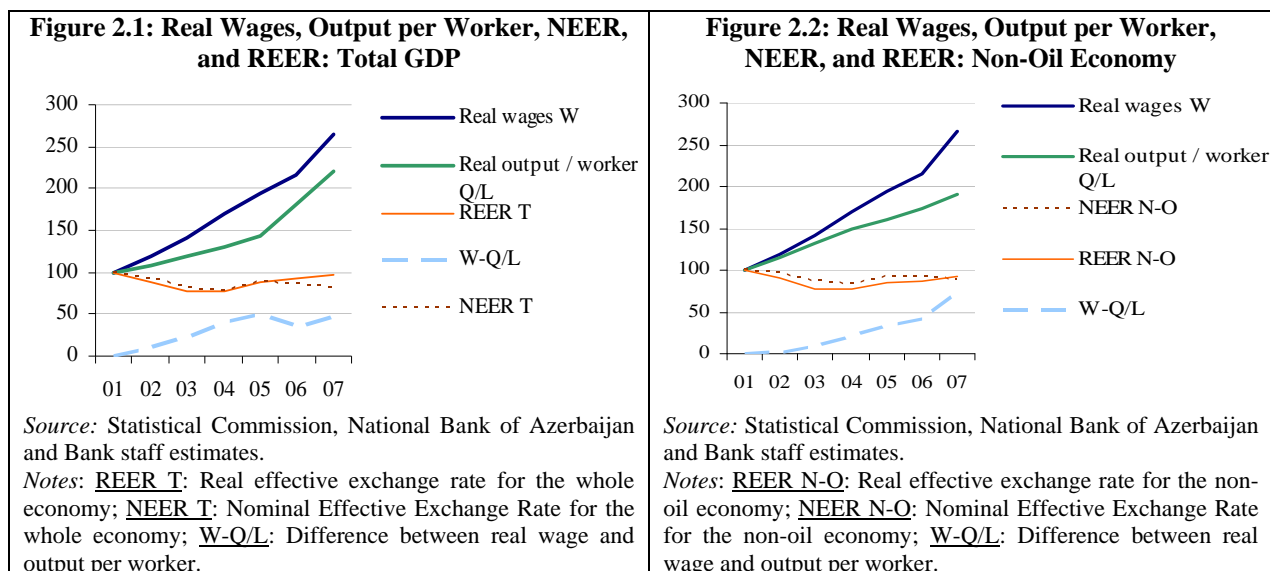 Figure 2.1: Real Wages, Output per Worker, NEER,
and REER: Total GDP
300
250
200
150
100
50
0
01 02 03 04 05 06 07
Real wages W
Real output / worker
Q/L
REER T
W-Q/L
NEER T
Source: Statistical Commission, National Bank of Azerbaijan
and Bank staff estimates.
Notes: REER T: Real effective exchange rate for the whole
economy; NEER T: Nominal Effective Exchange Rate for the
whole economy; W-Q/L: Difference between real wage and
output per worker.
Figure 2.2: Real Wages, Output per Worker,
NEER, and REER: Non-Oil Economy
300
250
200
150
100
50
0
01 02 03 04 05 06 07
Real wages W
Real output / worker
Q/L
NEER N-O
REER N-O
W-Q/L
Source: Statistical Commission, National Bank of Azerbaijan
and Bank staff estimates.
Notes: REER N-O: Real effective exchange rate for the non-
oil economy; NEER N-O: Nominal Effective Exchange Rate
for the non-oil economy; W-Q/L: Difference between real
wage and output per worker.